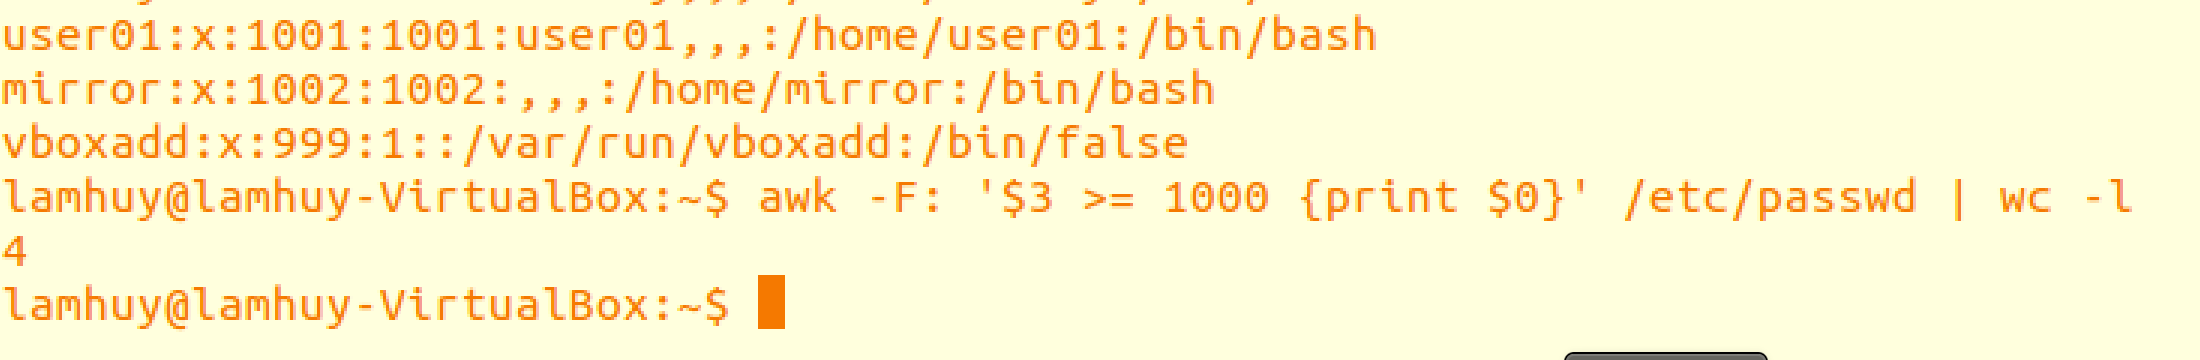 user01:x:1001:1001:user01,,,:/home/user01:/bin/bash
mirror:x:1002:1002:,,,:/home/mirror:/bin/bash
vboxadd:x:999:1::/var/run/vboxadd:/bin/false
lamhuy@lamhuy-VirtualBox:~$ awk -F: '$3 >= 1000 {print $0}' /etc/passwd | wc -l
4
lamhuy@lamhuy-VirtualBox:~$